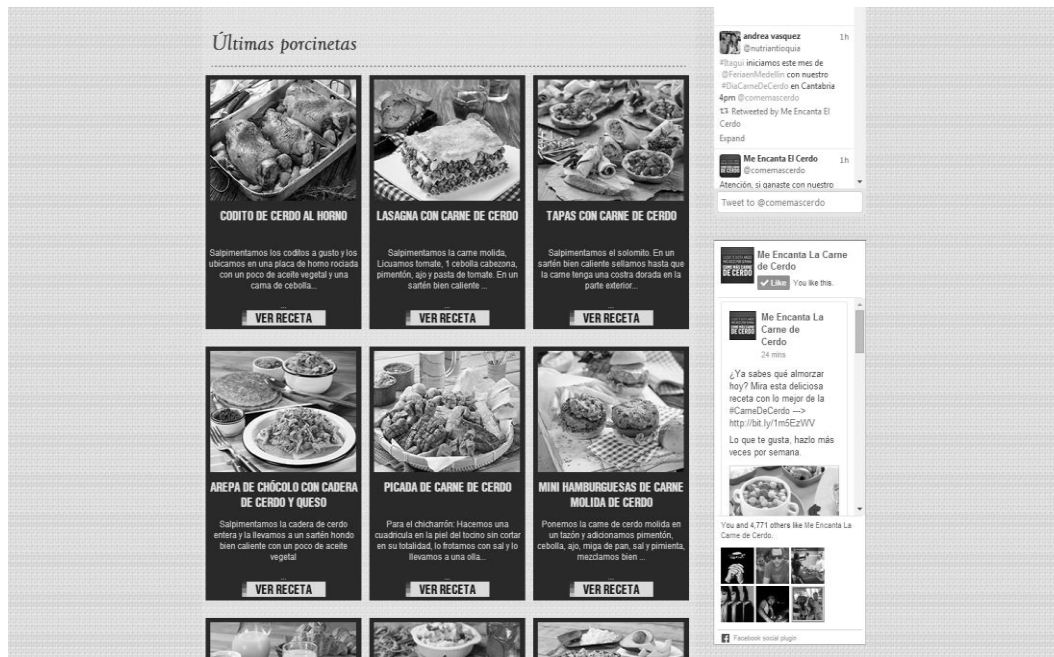 Últimas porcinetas
CODITO DE CERDO AL HORNO
Salpimentamos los coditos a gusto y los
ubicamos en una placa de horno rociada
con un poco de aceite vegetal y una
cama de cebolla...
...
VER RECETA
LASAGNA CON CARNE DE CERDO
Salpimentamos la carne molida,
Licuamos tomate, 1 cebolla cabezona,
pimentón, ajo y pasta de tomate. En un
sartén bien caliente ...
...
VER RECETA
TAPAS CON CARNE DE CERDO
Salpimentamos el solomito. En un
sartén bien caliente sellamos hasta que
la carne tenga una costra dorada en la
parte exterior...
...
VER RECETA
AREPA DE CHÓCOLO CON CADERA
DE CERDO Y QUESO
Salpimentamos la cadera de cerdo
entera y la llevamos a un sartén hondo
bien caliente con un poco de aceite
vegetal
...
VER RECETA
PICADA DE CARNE DE CERDO
Para el chicharrón: Hacemos una
cuadricula en la piel del tocino sin cortar
en su totalidad, lo frotamos con sal y lo
llevamos a una olla...
...
VER RECETA
MINI HAMBURGUESAS DE CARNE
MOLIDA DE CERDO
Ponemos la carne de cerdo molida en
un tazón y adicionamos pimentón,
cebolla, ajo, miga de pan, sal y pimienta,
mezclamos bien ...
...
VER RECETA
andrea vasquez 1h
@nutriantioquia
#Itagui iniciamos este mes de
@FeriaenMedellin con nuestro
#DiaCarneDeCerdo en Cantabria
4pm @comemascerdo
Retweeted by Me Encanta El
Cerdo
Expand
Me Encanta El Cerdo 1h
@comemascerdo
Atención, si ganaste con nuestro
Tweet to @comemascerdo
Me Encanta La Carne
de Cerdo
Like You like this.
Me Encanta La
Carne de
Cerdo
24 mins
¿Ya sabes qué almorzar
hoy? Mira esta deliciosa
receta con lo mejor de la
#CarneDeCerdo --->
http://bit.ly/1m5EzWV
Lo que te gusta, hazlo más
veces por semana.
You and 4,771 others like Me Encanta La
Carne de Cerdo.
Facebook social plugin